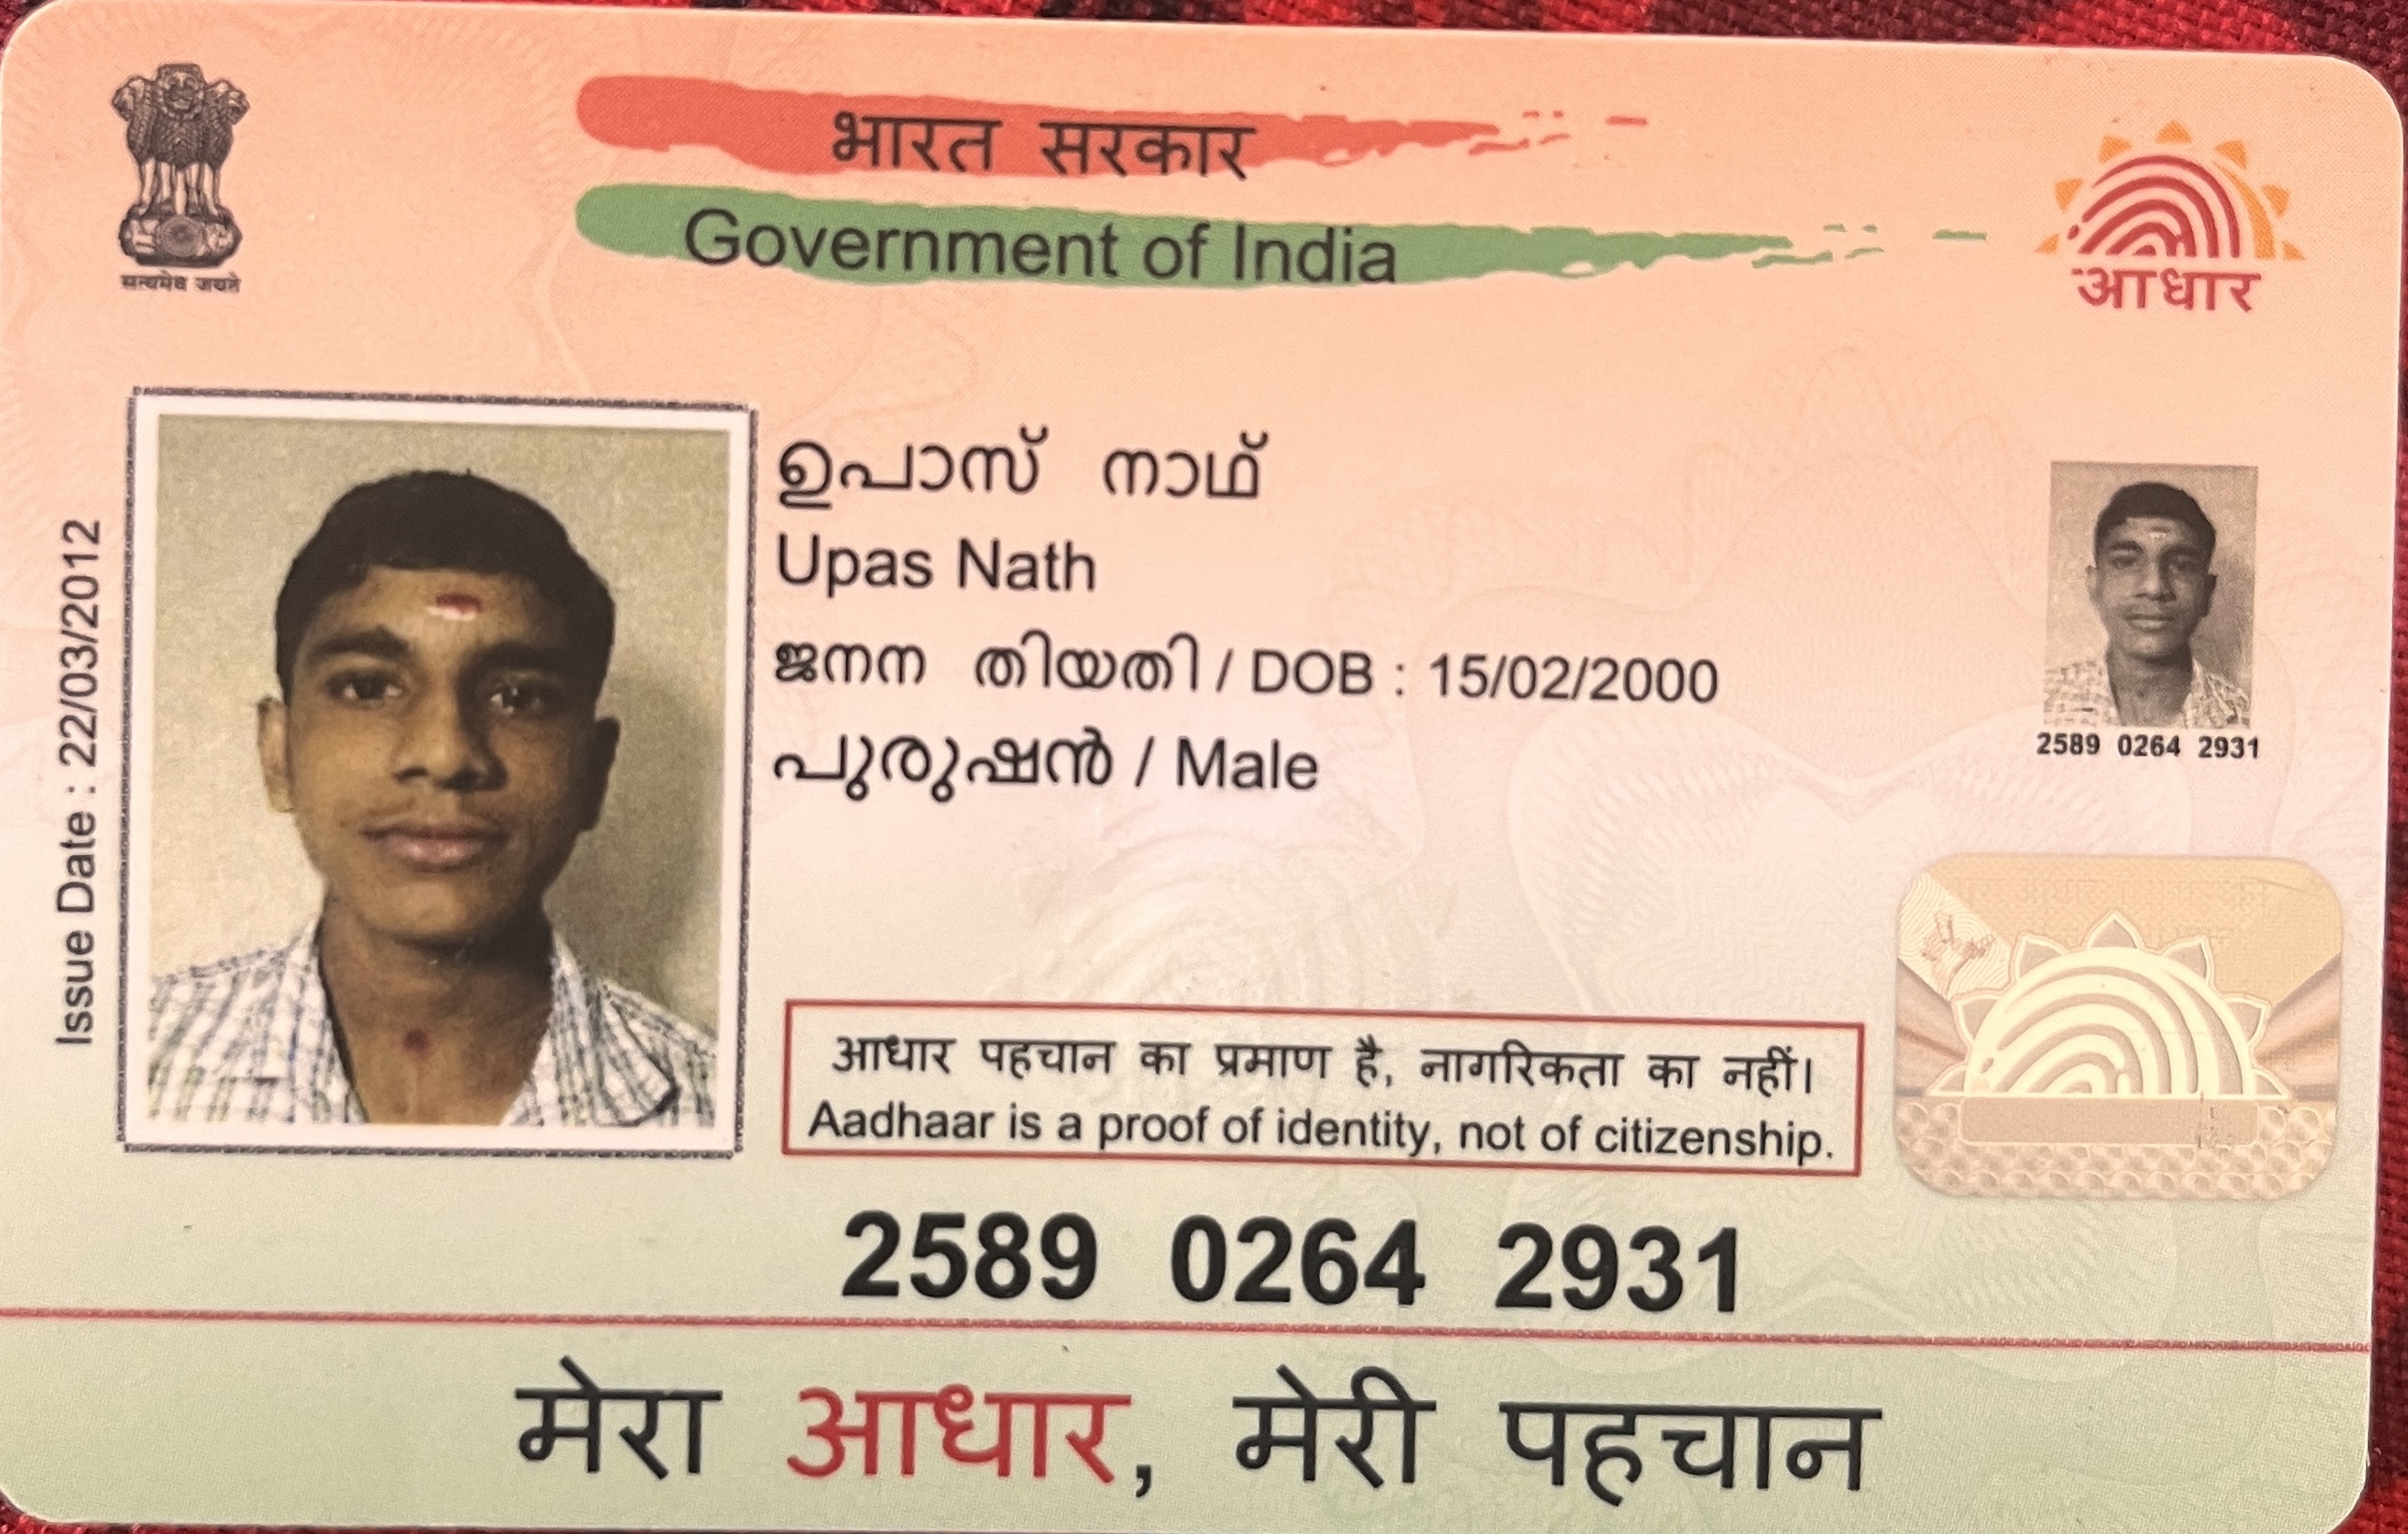 भारत सरकार
Government of India
सत्यमेव जयते
आधार
Issue Date : 22/03/2012
ഉപാസ് നാഥ്
Upas Nath
ജനന തിയതി / DOB : 15/02/2000
പുരുഷൻ / Male
2589 0264 2931
आधार पहचान का प्रमाण है, नागरिकता का नहीं।
Aadhaar is a proof of identity, not of citizenship.
2589 0264 2931
मेरा आधार, मेरी पहचान